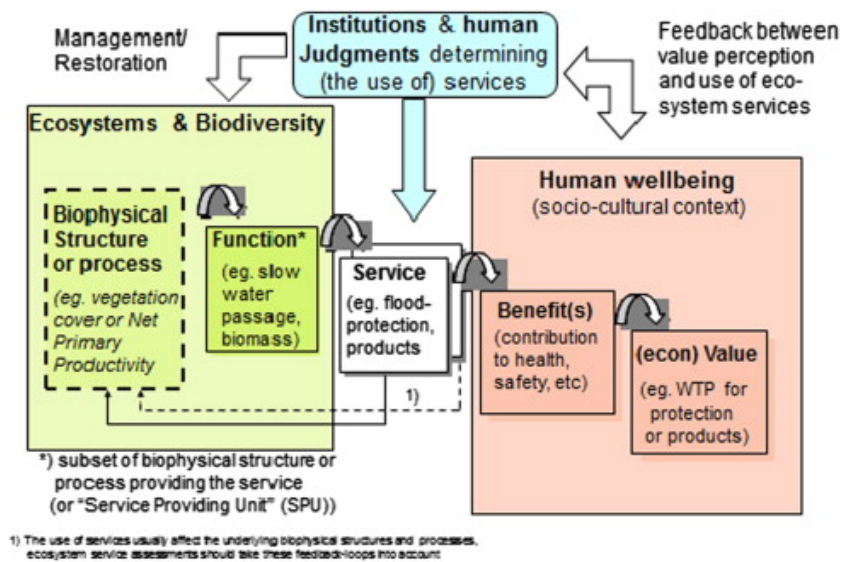 Institutions & human
Judgments determining
(the use of) services
Management/
Restoration
Feedback between
value perception
and use of eco-
system services
Ecosystems & Biodiversity
Biophysical
Structure
or process
(eg. vegetation
cover or Net
Primary
Productivity
Function*
(eg. slow
water
passage,
biomass)
Service
(eg. flood-
protection,
products
Human wellbeing
(socio-cultural context)
Benefit(s)
(contribution
to health,
safety, etc)
(econ) Value
(eg. WTP for
protection
or products)
1)
*) subset of biophysical structure or
process providing the service
(or “Service Providing Unit” (SPU))
1) The use of services usually affect the underlying biophysical structures and processes,
ecosystem service assessments should take these feedback-loops into account